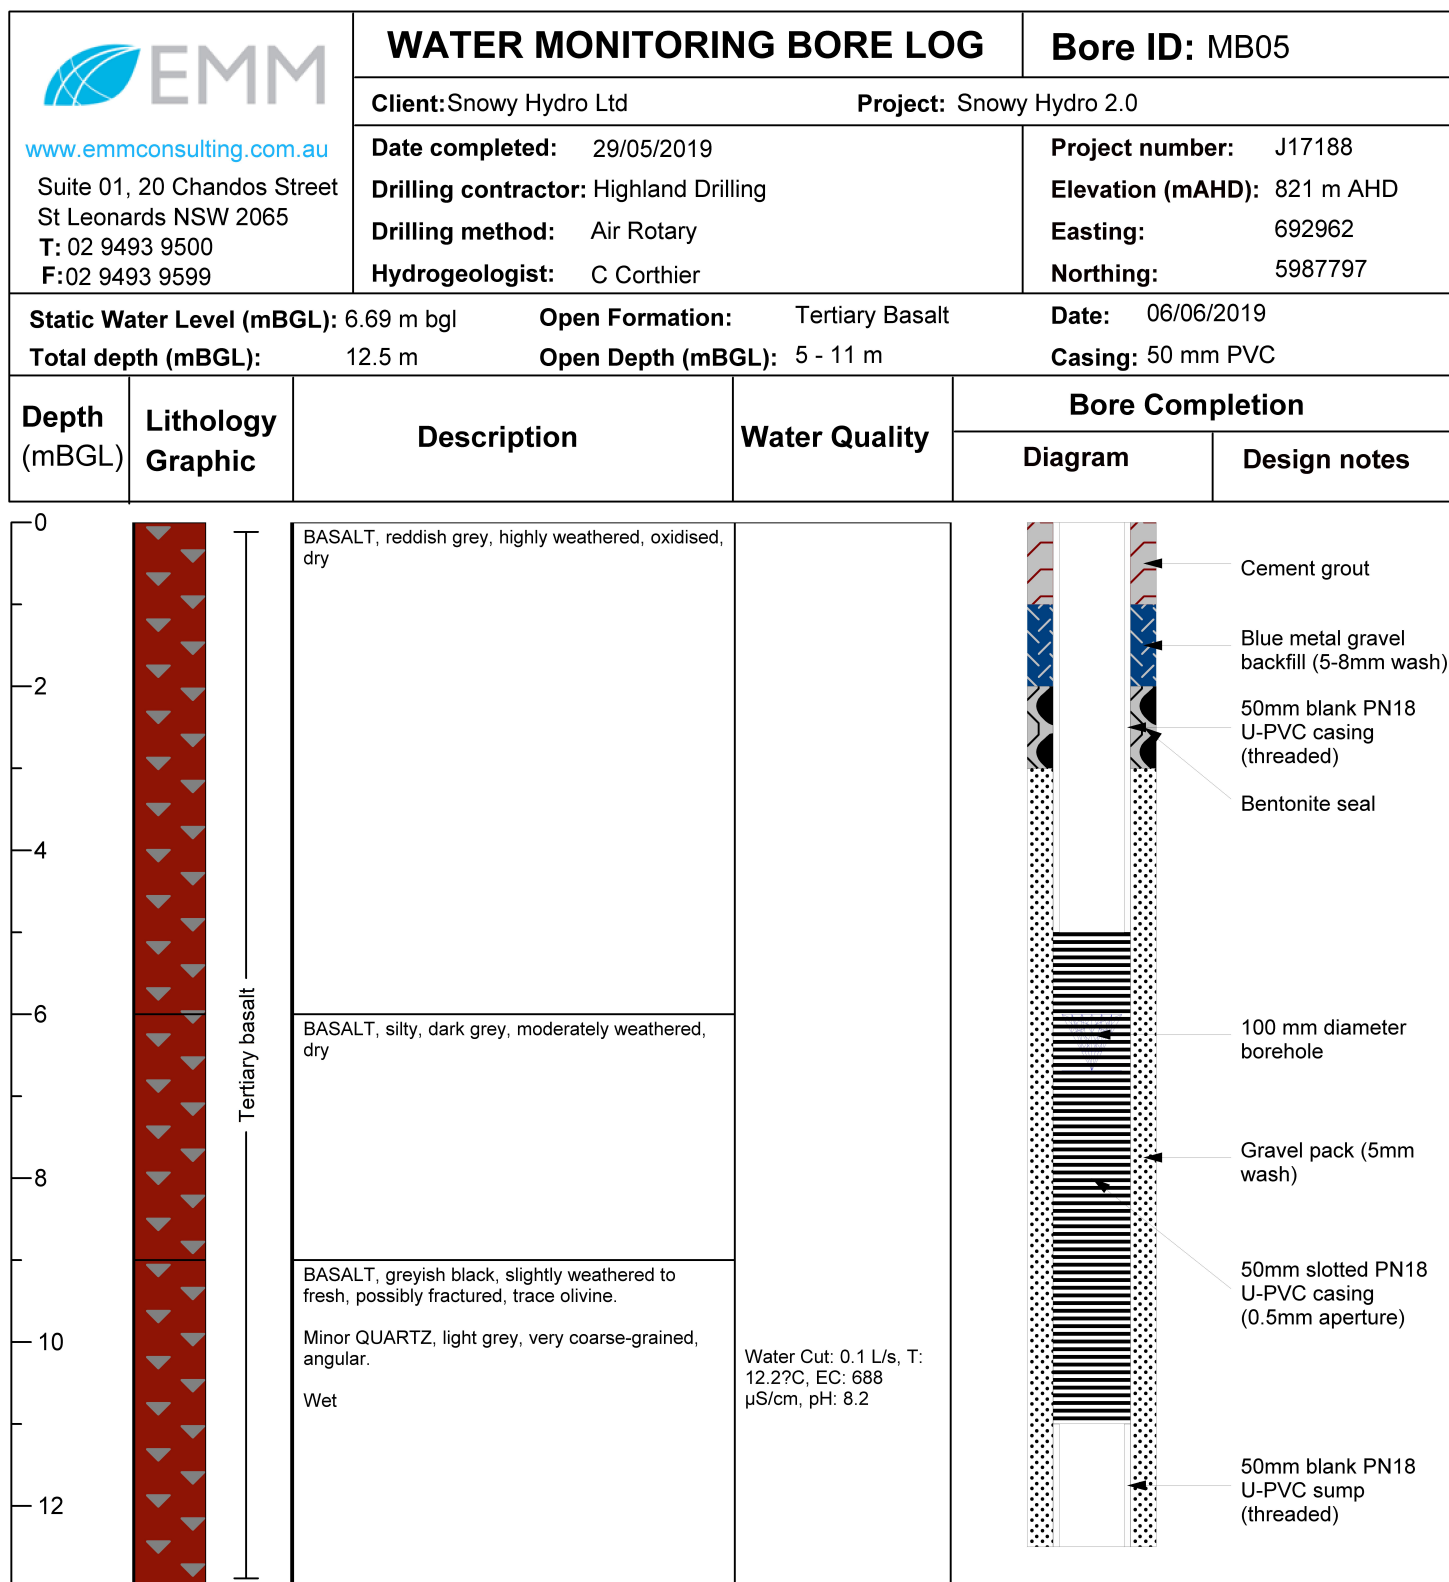 EMM
www.emmconsulting.com.au
Suite 01, 20 Chandos Street
St Leonards NSW 2065
T: 02 9493 9500
F: 02 9493 9599
WATER MONITORING BORE LOG
Bore ID: MB05
Client: Snowy Hydro Ltd
Project: Snowy Hydro 2.0
Date completed: 29/05/2019
Drilling contractor: Highland Drilling
Drilling method: Air Rotary
Hydrogeologist: C Corthier
Project number: J17188
Elevation (mAHD): 821 m AHD
Easting: 692962
Northing: 5987797
Static Water Level (mBGL): 6.69 m bgl
Open Formation: Tertiary Basalt
Date: 06/06/2019
Total depth (mBGL): 12.5 m
Open Depth (mBGL): 5 - 11 m
Casing: 50 mm PVC
Depth
(mBGL)
Lithology
Graphic
Description
Water Quality
Bore Completion
Diagram
Design notes
0
2
4
6
8
10
12
Tertiary basalt
BASALT, reddish grey, highly weathered, oxidised,
dry
BASALT, silty, dark grey, moderately weathered,
dry
BASALT, greyish black, slightly weathered to
fresh, possibly fractured, trace olivine.
Minor QUARTZ, light grey, very coarse-grained,
angular.
Wet
Water Cut: 0.1 L/s, T:
12.2?C, EC: 688
µS/cm, pH: 8.2
Cement grout
Blue metal gravel
backfill (5-8mm wash)
50mm blank PN18
U-PVC casing
(threaded)
Bentonite seal
100 mm diameter
borehole
Gravel pack (5mm
wash)
50mm slotted PN18
U-PVC casing
(0.5mm aperture)
50mm blank PN18
U-PVC sump
(threaded)